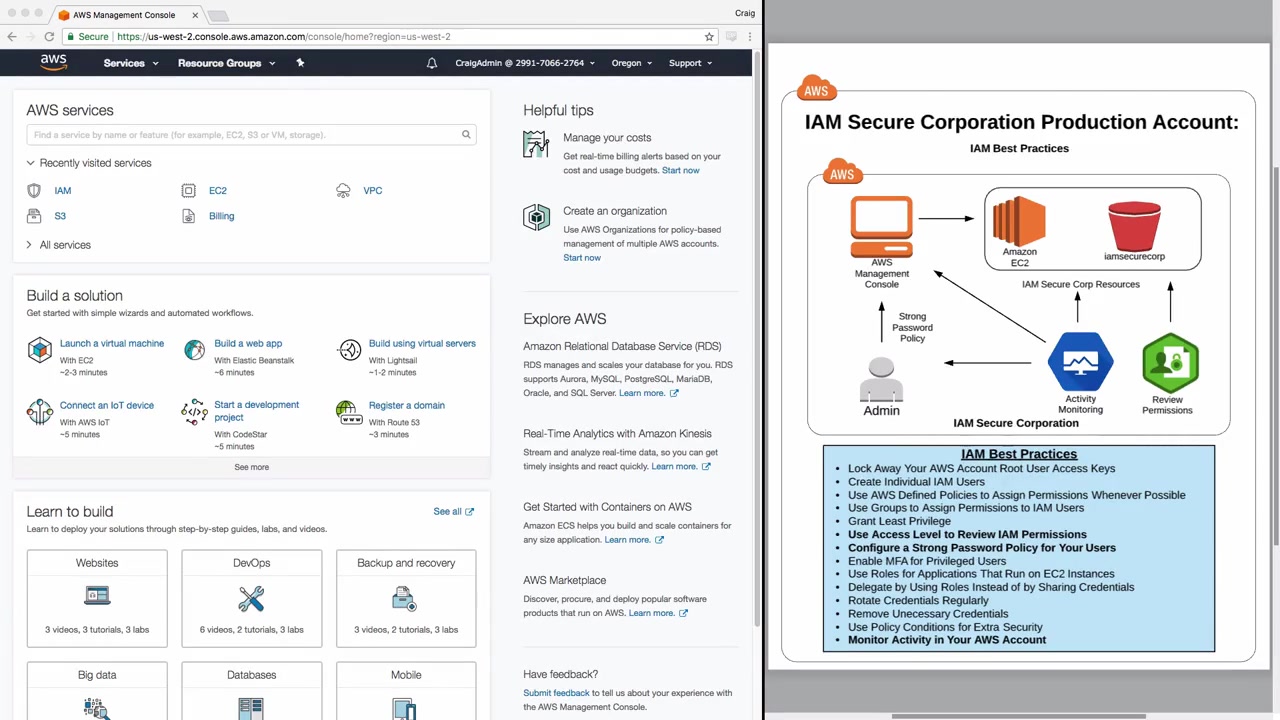 AWS Management Console
Craig
Secure
https://us-west-2.console.aws.amazon.com/console/home?region=us-west-2
aws
Services
Resource Groups
CraigAdmin @ 2991-7066-2764
Oregon
Support
AWS services
Find a service by name or feature (for example, EC2, S3 or VM, storage).
Recently visited services
IAM
EC2
VPC
S3
Billing
All services
Build a solution
Get started with simple wizards and automated workflows.
Launch a virtual machine
With EC2
~2-3 minutes
Build a web app
With Elastic Beanstalk
~6 minutes
Build using virtual servers
With Lightsail
~1-2 minutes
Connect an IoT device
With AWS IoT
~5 minutes
Start a development
project
With CodeStar
~5 minutes
Register a domain
With Route 53
~3 minutes
See more
Learn to build
See all
Learn to deploy your solutions through step-by-step guides, labs, and videos.
Websites
3 videos, 3 tutorials, 3 labs
DevOps
6 videos, 2 tutorials, 3 labs
Backup and recovery
3 videos, 2 tutorials, 3 labs
Big data
Databases
Mobile
Helpful tips
Manage your costs
Get real-time billing alerts based on your
cost and usage budgets. Start now
Create an organization
Use AWS Organizations for policy-based
management of multiple AWS accounts.
Start now
Explore AWS
Amazon Relational Database Service (RDS)
RDS manages and scales your database for you. RDS
supports Aurora, MySQL, PostgreSQL, MariaDB,
Oracle, and SQL Server. Learn more.
Real-Time Analytics with Amazon Kinesis
Stream and analyze real-time data, so you can get
timely insights and react quickly. Learn more.
Get Started with Containers on AWS
Amazon ECS helps you build and scale containers for
any size application. Learn more.
AWS Marketplace
Discover, procure, and deploy popular software
products that run on AWS. Learn more.
Have feedback?
Submit feedback to tell us about your experience with
the AWS Management Console.
AWS
IAM Secure Corporation Production Account:
IAM Best Practices
AWS
AWS
Management
Console
Amazon
EC2
iamsecurecorp
IAM Secure Corp Resources
Strong
Password
Policy
Admin
Activity
Monitoring
Review
Permissions
IAM Secure Corporation
IAM Best Practices
• Lock Away Your AWS Account Root User Access Keys
• Create Individual IAM Users
• Use AWS Defined Policies to Assign Permissions Whenever Possible
• Use Groups to Assign Permissions to IAM Users
• Grant Least Privilege
• Use Access Level to Review IAM Permissions
• Configure a Strong Password Policy for Your Users
• Enable MFA for Privileged Users
• Use Roles for Applications That Run on EC2 Instances
• Delegate by Using Roles Instead of by Sharing Credentials
• Rotate Credentials Regularly
• Remove Unnecessary Credentials
• Use Policy Conditions for Extra Security
• Monitor Activity in Your AWS Account